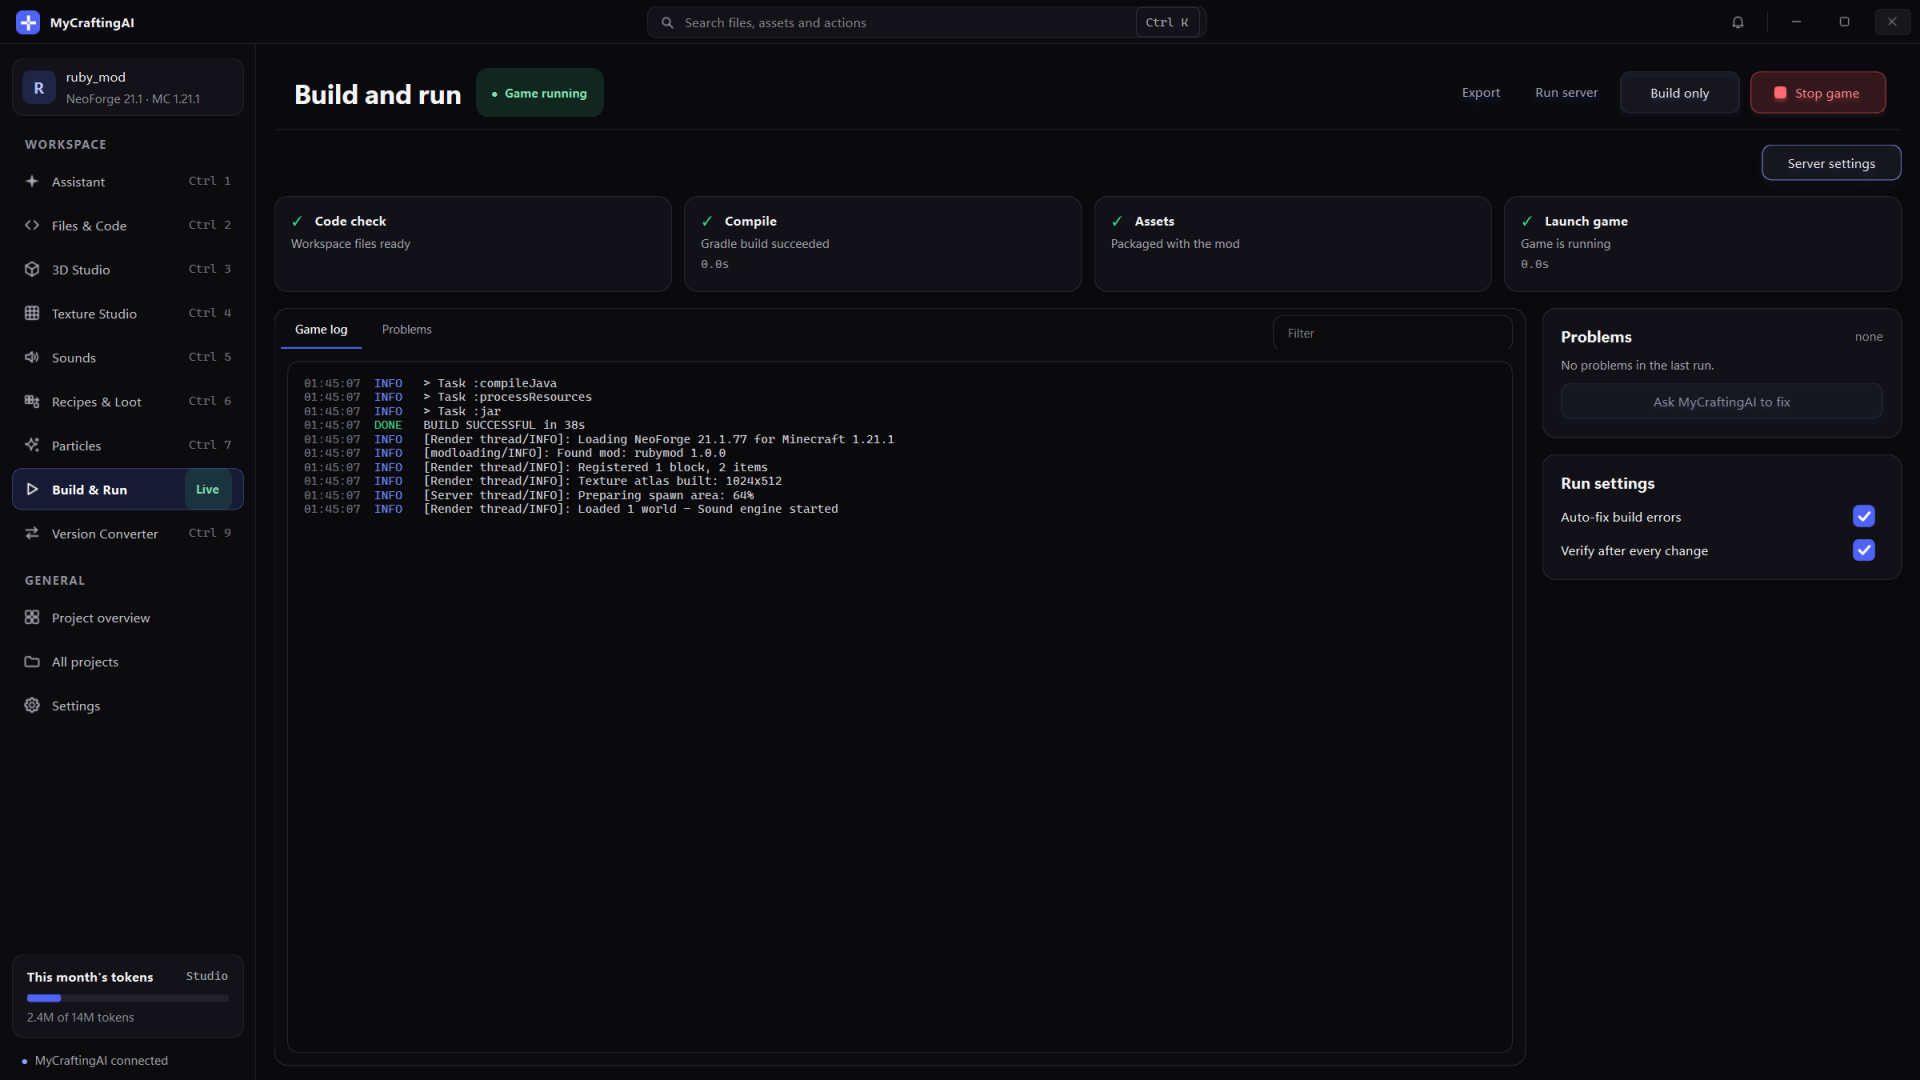 MyCraftingAI
Search files, assets and actions
Ctrl K
R
ruby_mod
NeoForge 21.1 · MC 1.21.1
WORKSPACE
Assistant Ctrl 1
Files & Code Ctrl 2
3D Studio Ctrl 3
Texture Studio Ctrl 4
Sounds Ctrl 5
Recipes & Loot Ctrl 6
Particles Ctrl 7
Build & Run Live
Version Converter Ctrl 9
GENERAL
Project overview
All projects
Settings
This month's tokens Studio
2.4M of 14M tokens
MyCraftingAI connected
Build and run
Game running
Export
Run server
Build only
Stop game
Server settings
Code check
Workspace files ready
Compile
Gradle build succeeded
0.0s
Assets
Packaged with the mod
Launch game
Game is running
0.0s
Game log
Problems
Filter
01:45:07 INFO > Task :compileJava
01:45:07 INFO > Task :processResources
01:45:07 INFO > Task :jar
01:45:07 DONE BUILD SUCCESSFUL in 38s
01:45:07 INFO [Render thread/INFO]: Loading NeoForge 21.1.77 for Minecraft 1.21.1
01:45:07 INFO [modloading/INFO]: Found mod: rubymod 1.0.0
01:45:07 INFO [Render thread/INFO]: Registered 1 block, 2 items
01:45:07 INFO [Render thread/INFO]: Texture atlas built: 1024x512
01:45:07 INFO [Server thread/INFO]: Preparing spawn area: 64%
01:45:07 INFO [Render thread/INFO]: Loaded 1 world – Sound engine started
Problems none
No problems in the last run.
Ask MyCraftingAI to fix
Run settings
Auto-fix build errors
Verify after every change